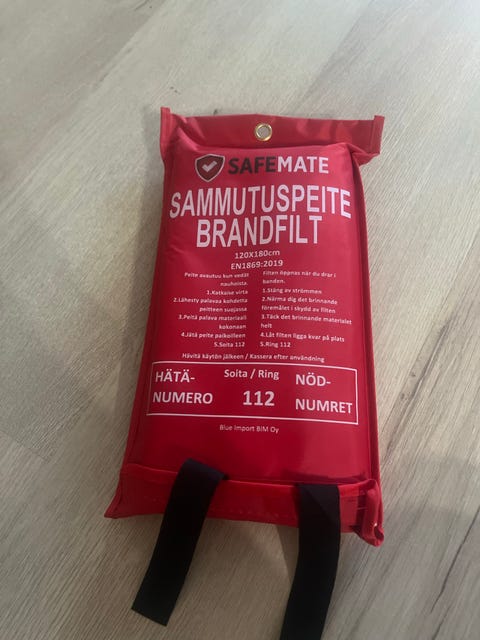 SAFEMATE
SAMMUTUSPEITE
BRANDFILT
120X180cm
EN1869:2019
Peite avautuu kun vedät
nauhoista.
1.Katkaise virta
2.Lähesty palavaa kohdetta
peitteen suojassa
3.Peitä palava materiaali
kokonaan
4.Jätä peite paikoilleen
5.Soita 112
Filten öppnas när du drar i
banden.
1.Stäng av strömmen
2.Närma dig det brinnande
föremålet i skydd av filten
3.Täck det brinnande materialet
helt
4.Låt filten ligga kvar på plats
5.Ring 112
Hävitä käytön jälkeen / Kassera efter användning
HÄTÄ-
NUMERO
Soita / Ring
112
NÖD-
NUMRET
Blue Import BIM Oy